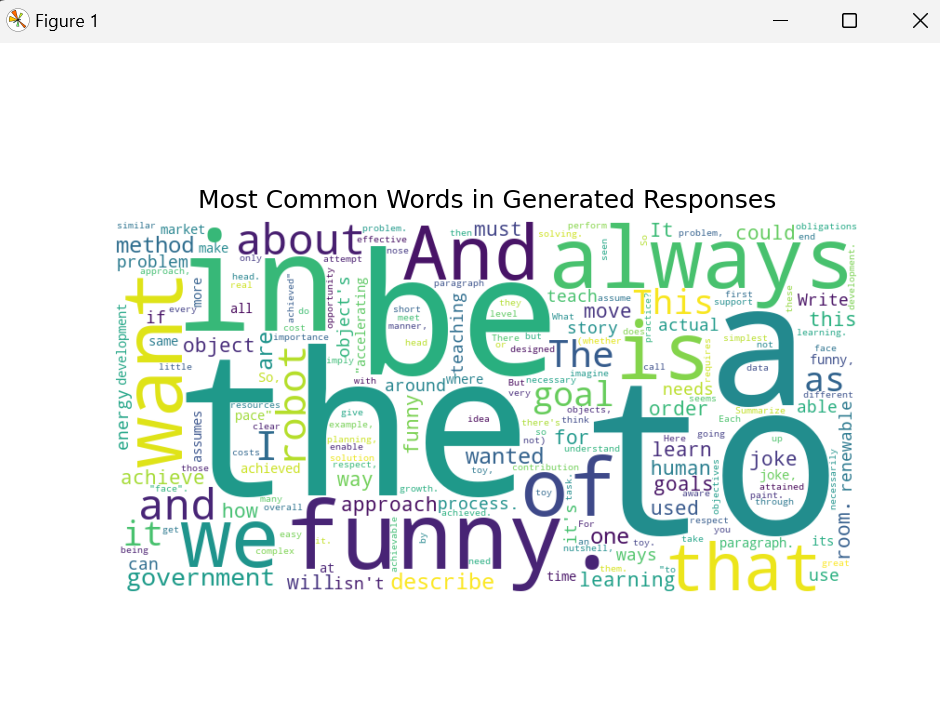 Figure 1
Most Common Words in Generated Responses
similar market problem. then must perform solving. seen So It could obligations end
method make about effective nose And always problem,
problem only attempt paragraph they
approach, head. real opportunity object's "accelerating short meet manner, teaching level teach assume This first support these development.
in be What move practice? Write
want more all achieved" do There but story does actual simplest this
if every cost designed The (whether is requires learning.
same object are importance head imagine call not a funny,
energy development little So, robot imply with around where But necessary goal needs data as different
the to
assumes resources pace" clear give funny very objects, order seems Summarize able
costs I example, idea there's think for Each
planning, enable wanted so not) understand Here going up joke
achieve achieved solution respect, toy, contribution learn human goals aware objectives joke, necessarily renewable
those "face". many way growth. of toy task. attained
and how overall approach process. achieved. it's For used respect paint. through room.
it get we easy it. funny. achievable by an one you
being complex nutshell, toy. take paragraph. its
can at need them. ways that great
government will isn't describe time learning "to use
face